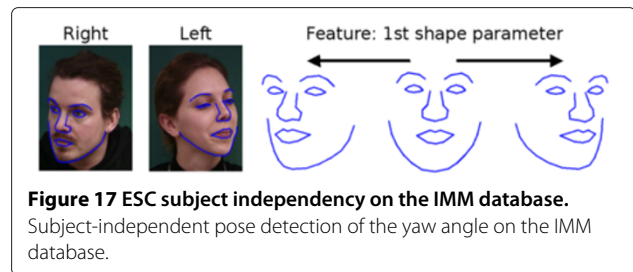 Right Left Feature: 1st shape parameter
Figure 17 ESC subject independency on the IMM database.
Subject-independent pose detection of the yaw angle on the IMM
database.